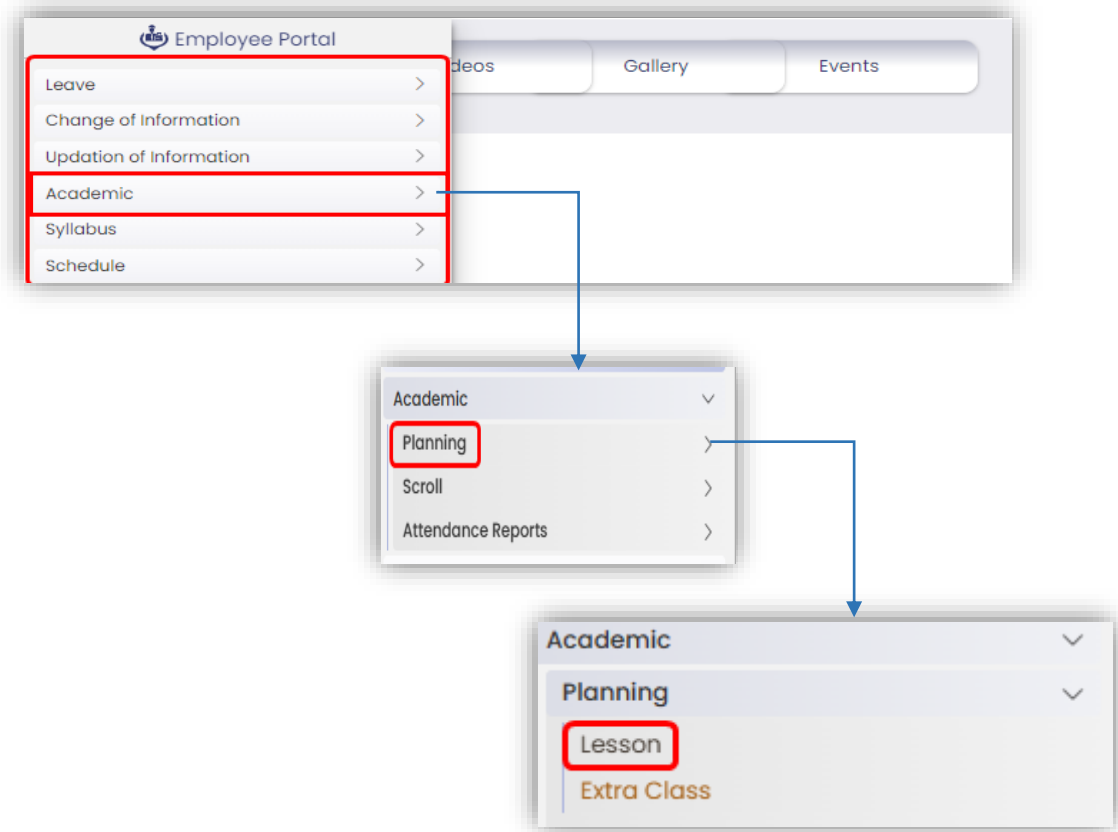 Employee Portal
deos Gallery Events
Leave
Change of Information
Updation of Information
Academic
Syllabus
Schedule
Academic
Planning
Scroll
Attendance Reports
Academic
Planning
Lesson
Extra Class